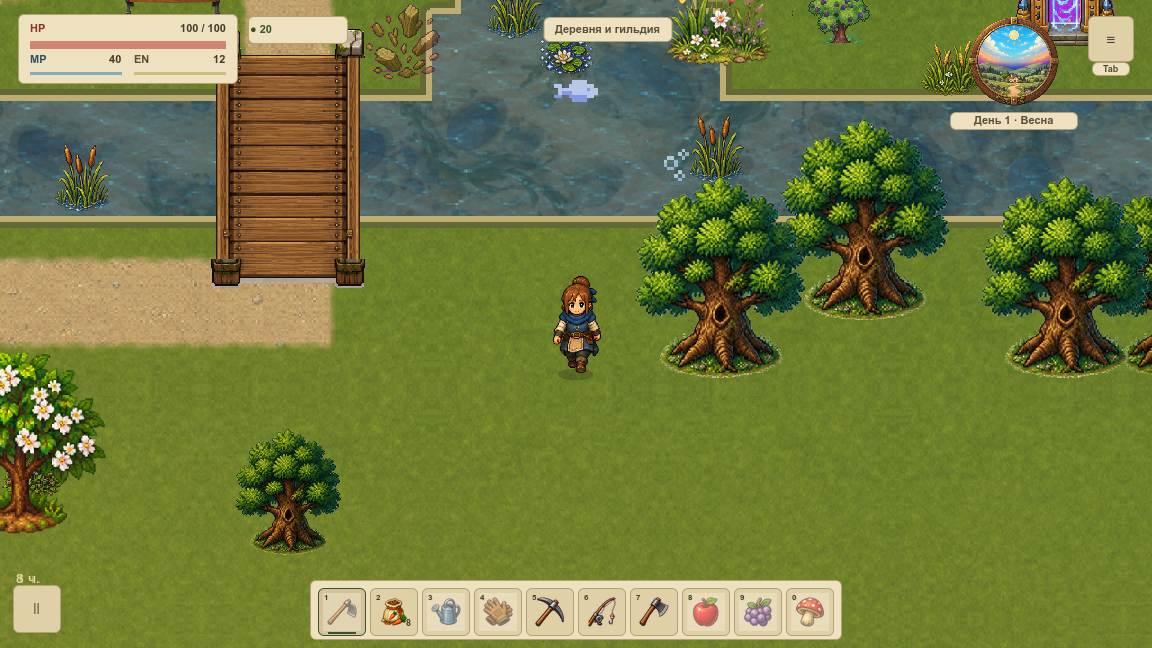 HP 100 / 100
MP 40 EN 12
20
Деревня и гильдия
Tab
День 1 · Весна
8 ч.
1 2 3 4 5 6 7 8 9 0
8